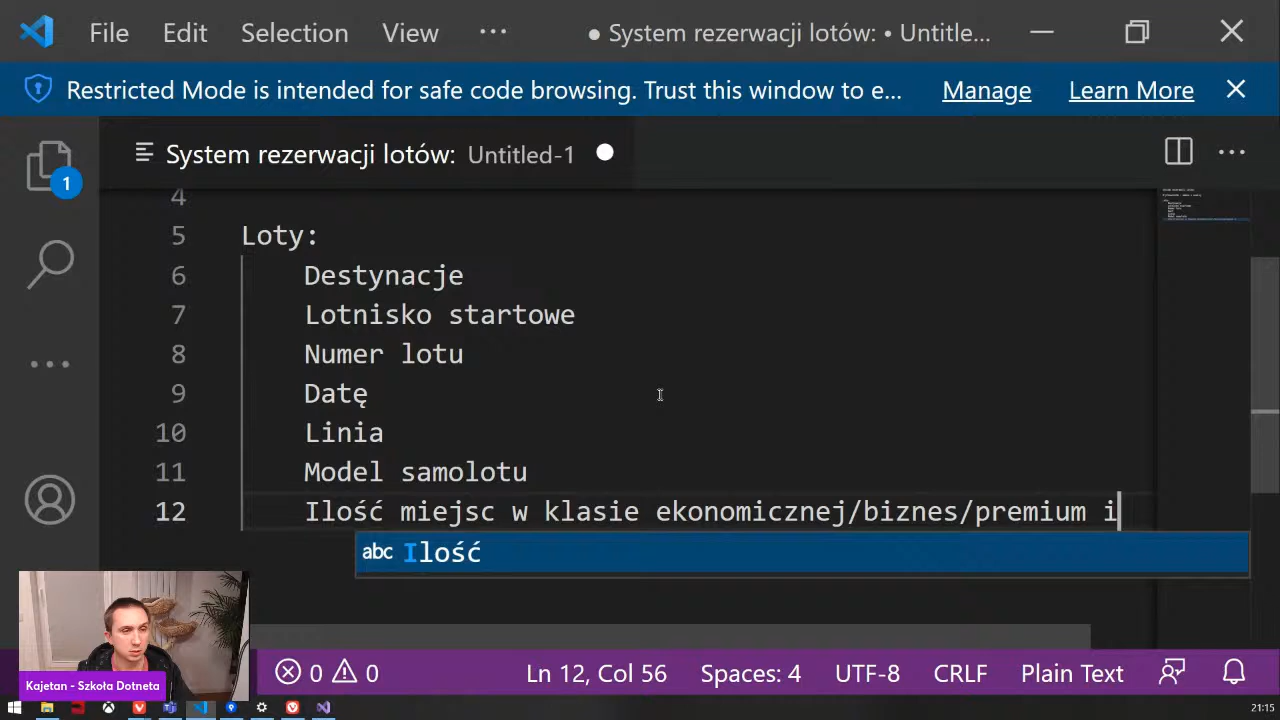 File Edit Selection View ··· ● System rezerwacji lotów: • Untitle...
Restricted Mode is intended for safe code browsing. Trust this window to e... Manage Learn More
System rezerwacji lotów: Untitled-1
1
4
5 Loty:
6 Destynacje
7 Lotnisko startowe
8 Numer lotu
9 Datę
10 Linia
11 Model samolotu
12 Ilość miejsc w klasie ekonomicznej/biznes/premium i
abc Ilość
Kajetan - Szkoła Dotneta
0 0 Ln 12, Col 56 Spaces: 4 UTF-8 CRLF Plain Text
21:15